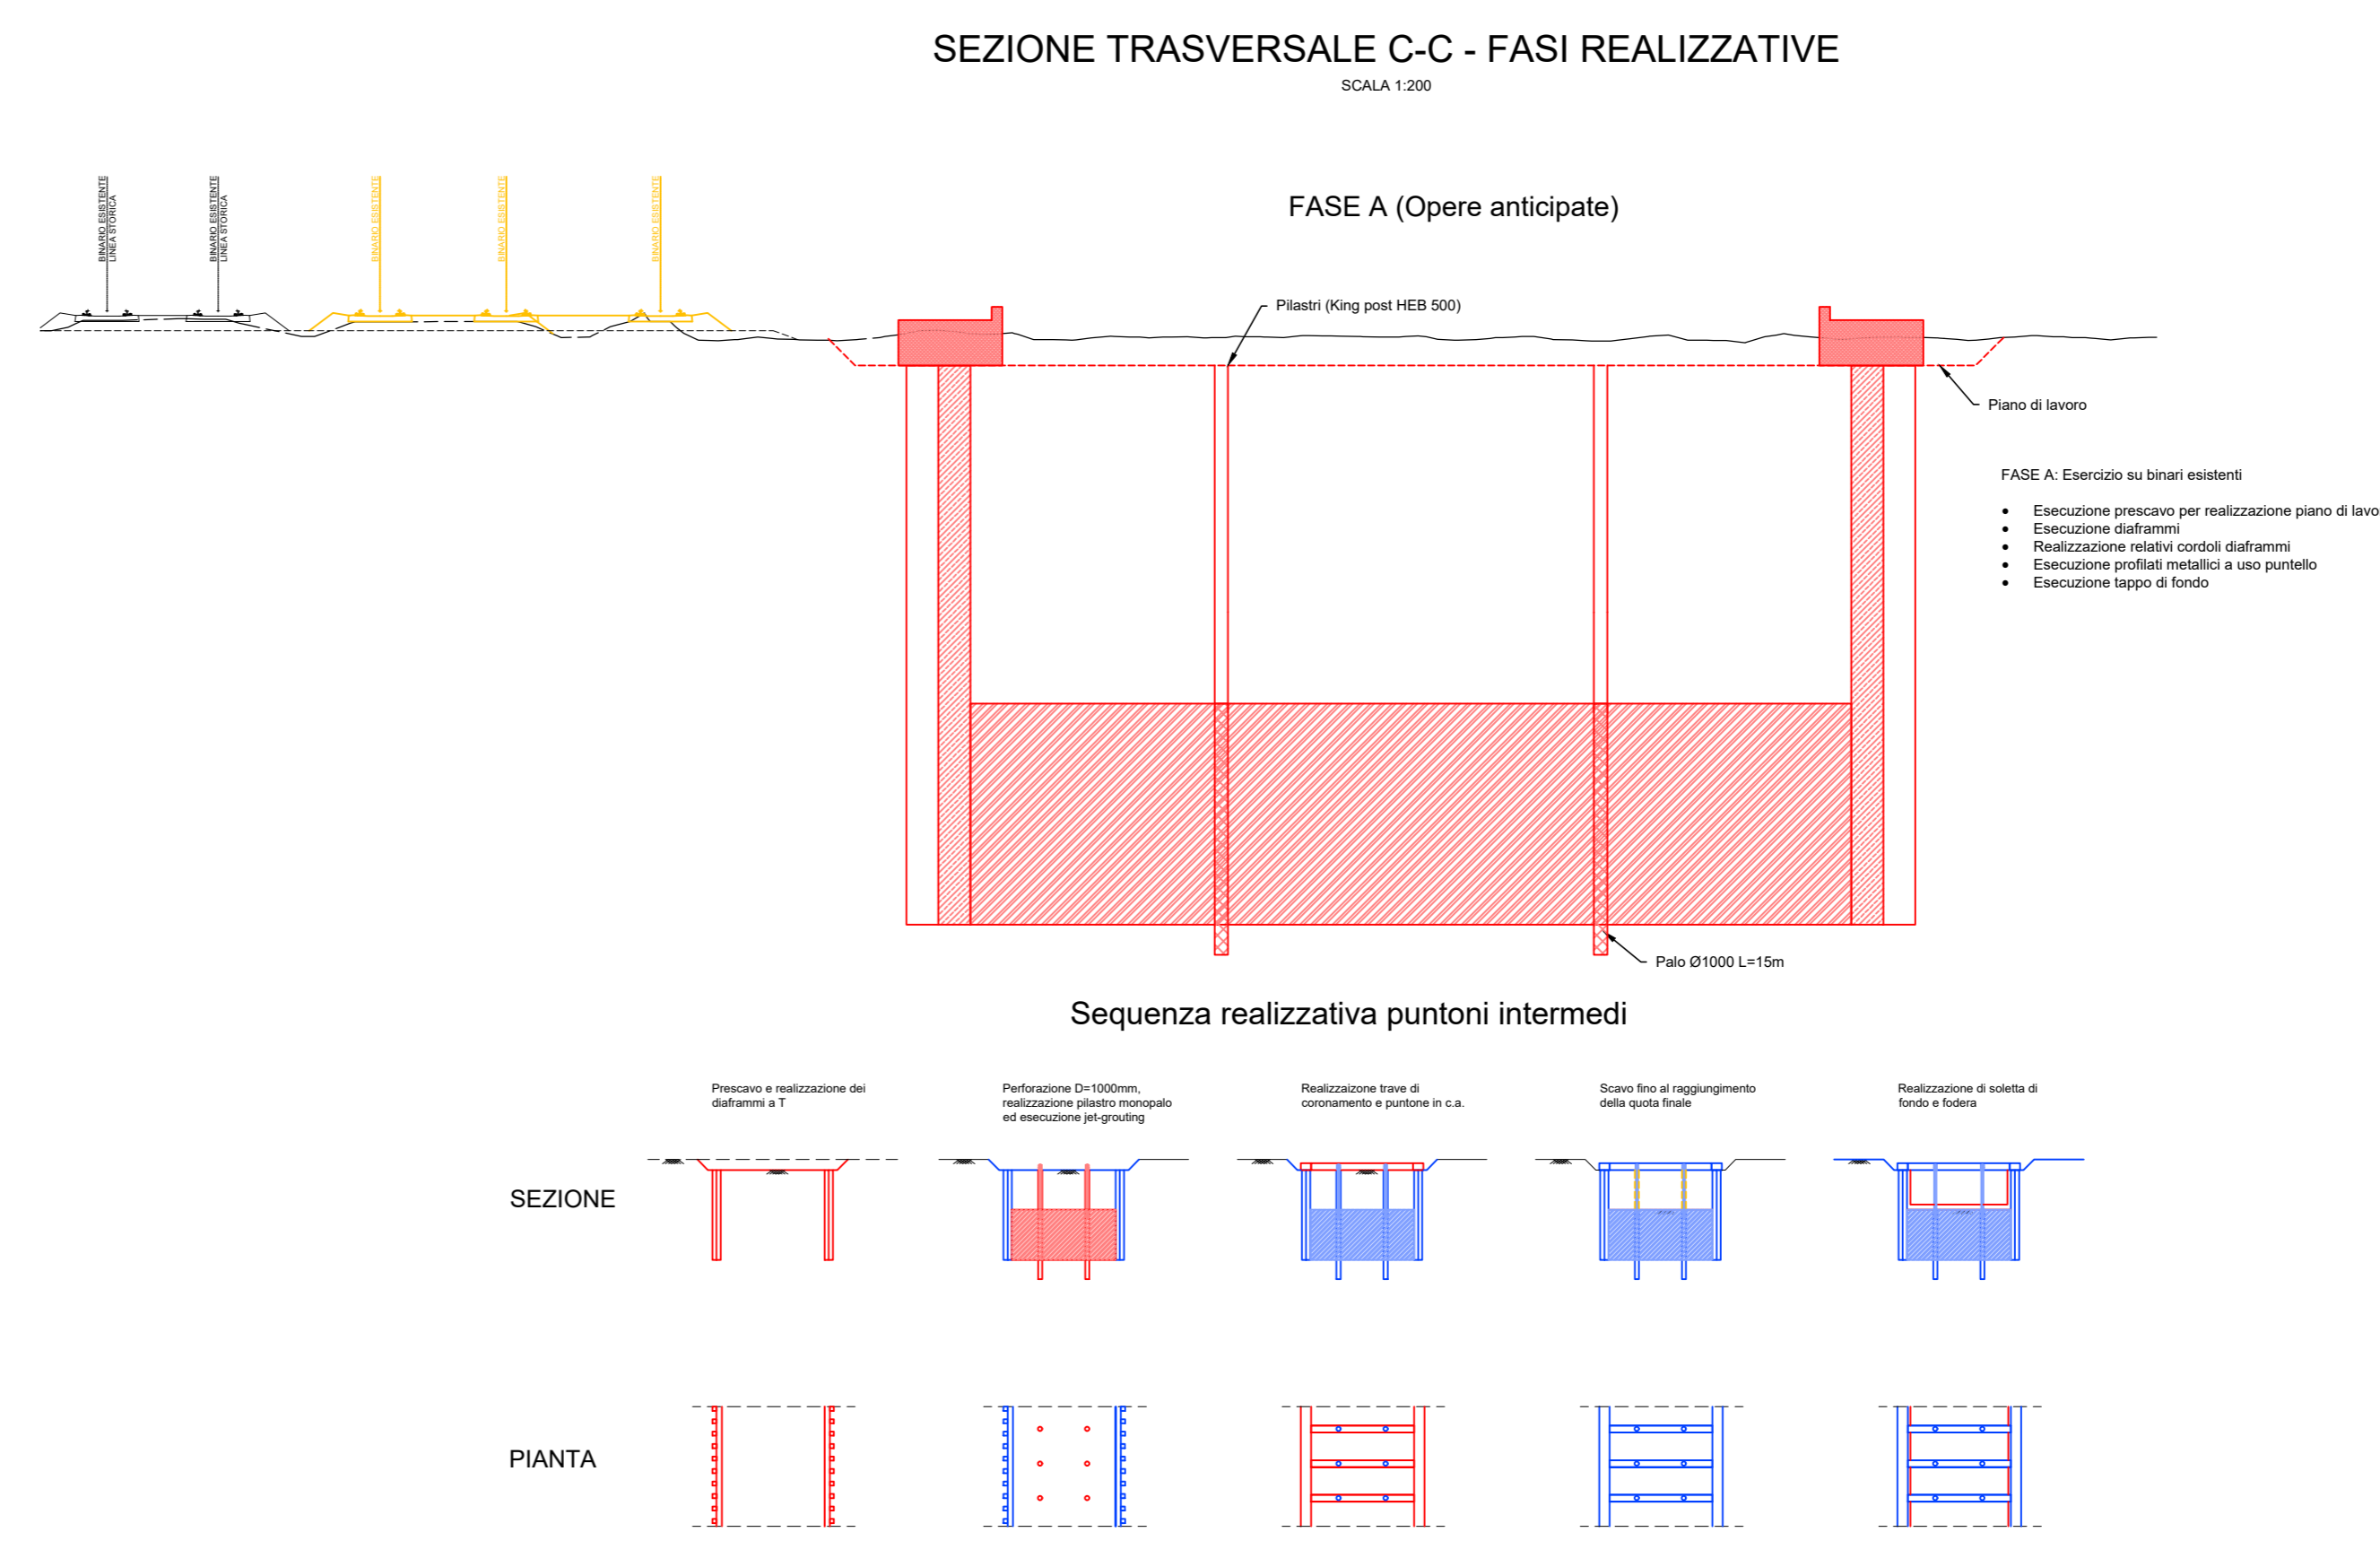 SEZIONE TRASVERSALE C-C - FASI REALIZZATIVE
SCALA 1:200
BINARIO ESISTENTE
LINEA STORICA
BINARIO ESISTENTE
LINEA STORICA
BINARIO ESISTENTE
BINARIO ESISTENTE
BINARIO ESISTENTE
FASE A (Opere anticipate)
Pilastri (King post HEB 500)
Piano di lavoro
FASE A: Esercizio su binari esistenti
• Esecuzione prescavo per realizzazione piano di lavo
• Esecuzione diaframmi
• Realizzazione relativi cordoli diaframmi
• Esecuzione profilati metallici a uso puntello
• Esecuzione tappo di fondo
Palo Ø1000 L=15m
Sequenza realizzativa puntoni intermedi
Prescavo e realizzazione dei
diaframmi a T
Perforazione D=1000mm,
realizzazione pilastro monopalo
ed esecuzione jet-grouting
Realizzaizone trave di
coronamento e puntone in c.a.
Scavo fino al raggiungimento
della quota finale
Realizzazione di soletta di
fondo e fodera
SEZIONE
PIANTA